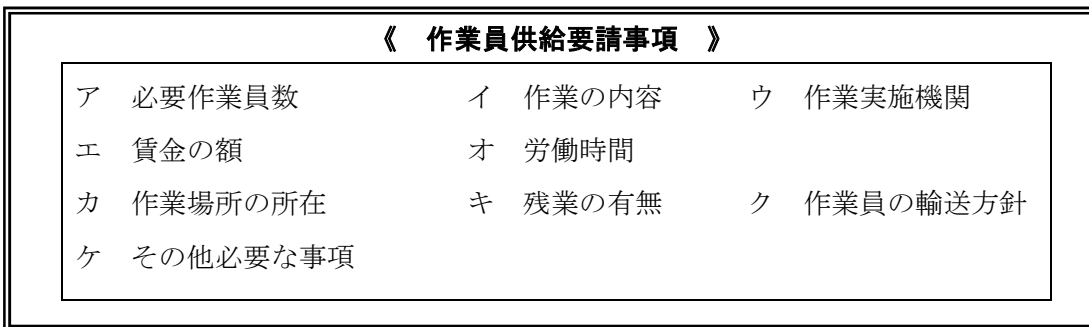 《 作業員供給要請事項 》
ア 必要作業員数 イ 作業の内容 ウ 作業実施機関
エ 賃金の額 オ 労働時間
カ 作業場所の所在 キ 残業の有無 ク 作業員の輸送方針
ケ その他必要な事項